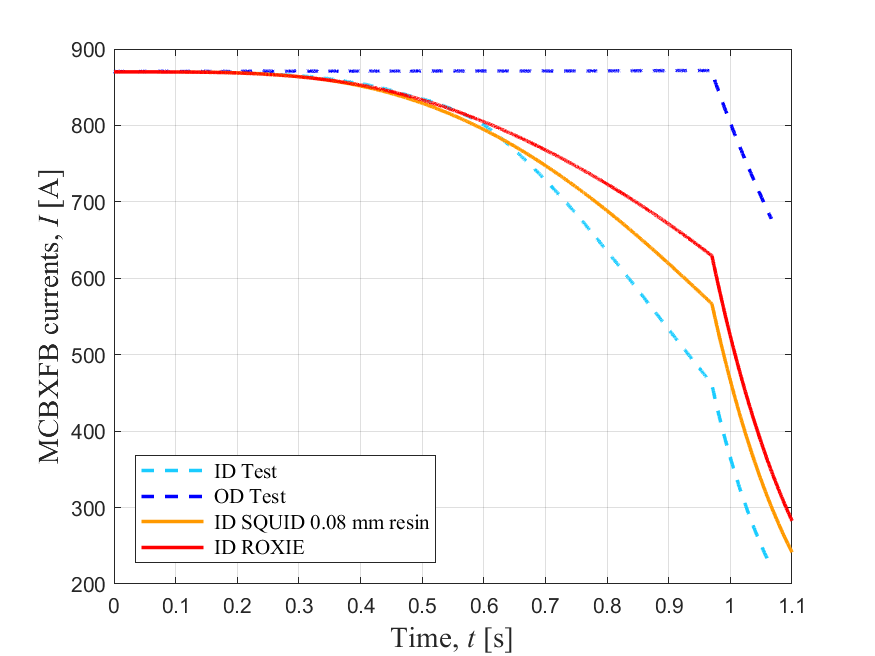 900
800
700
600
500
400
300
200
MCBXFB currents, I [A]
ID Test
OD Test
ID SQUID 0.08 mm resin
ID ROXIE
0 0.1 0.2 0.3 0.4 0.5 0.6 0.7 0.8 0.9 1 1.1
Time, t [s]